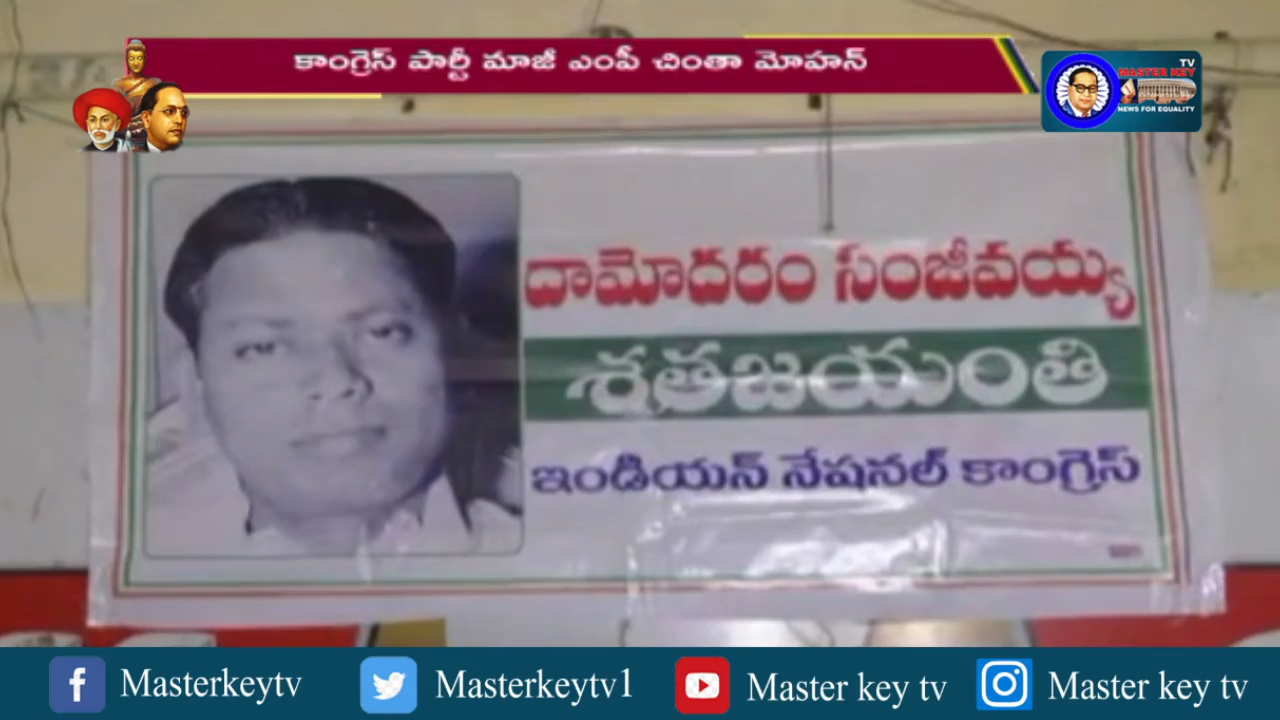 కాంగ్రెస్ పార్టీ మాజీ ఎంపీ చింతా మోహన్
TV
MASTER KEY
NEWS FOR EQUALITY
దామోదరం సంజీవయ్య
శతజయంతి
ఇండియన్ నేషనల్ కాంగ్రెస్
Masterkeytv
Masterkeytv1
Master key tv
Master key tv